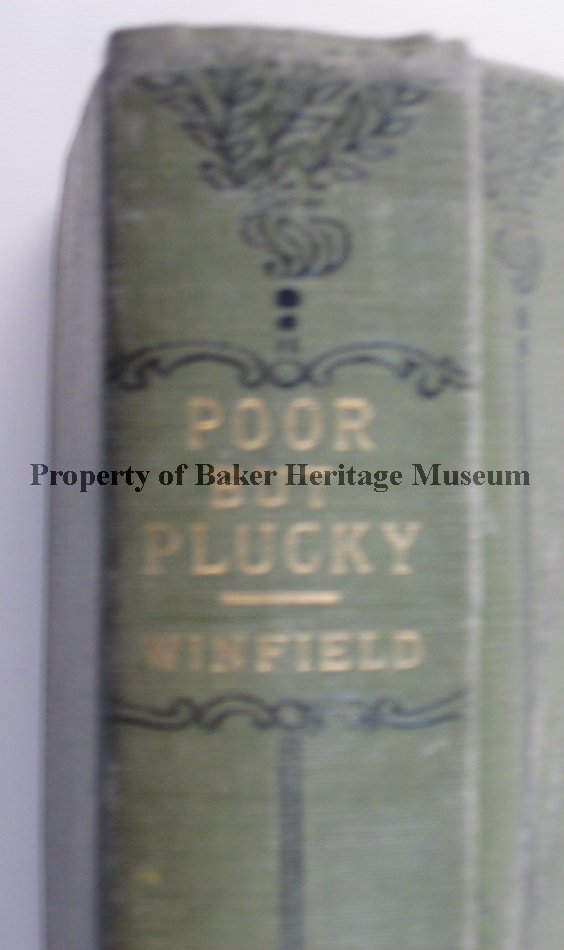 POOR
Property of Baker Heritage Museum
BUT
PLUCKY
WINFIELD